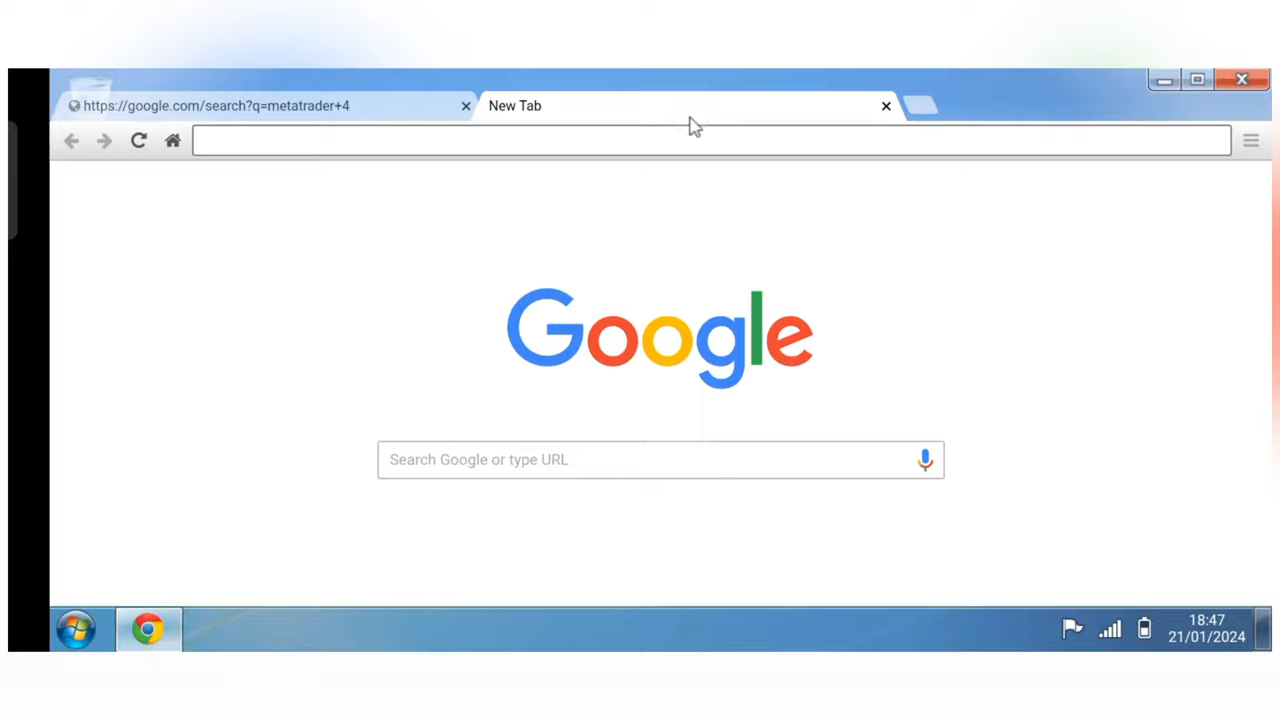 https://google.com/search?q=metatrader+4
New Tab
Google
Search Google or type URL
18:47
21/01/2024